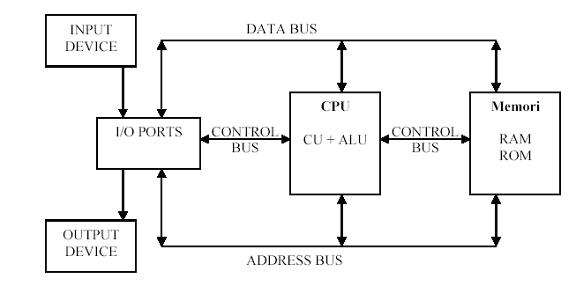 INPUT
DEVICE
DATA BUS
I/O PORTS
CONTROL
BUS
CPU
CU + ALU
CONTROL
BUS
Memori
RAM
ROM
OUTPUT
DEVICE
ADDRESS BUS